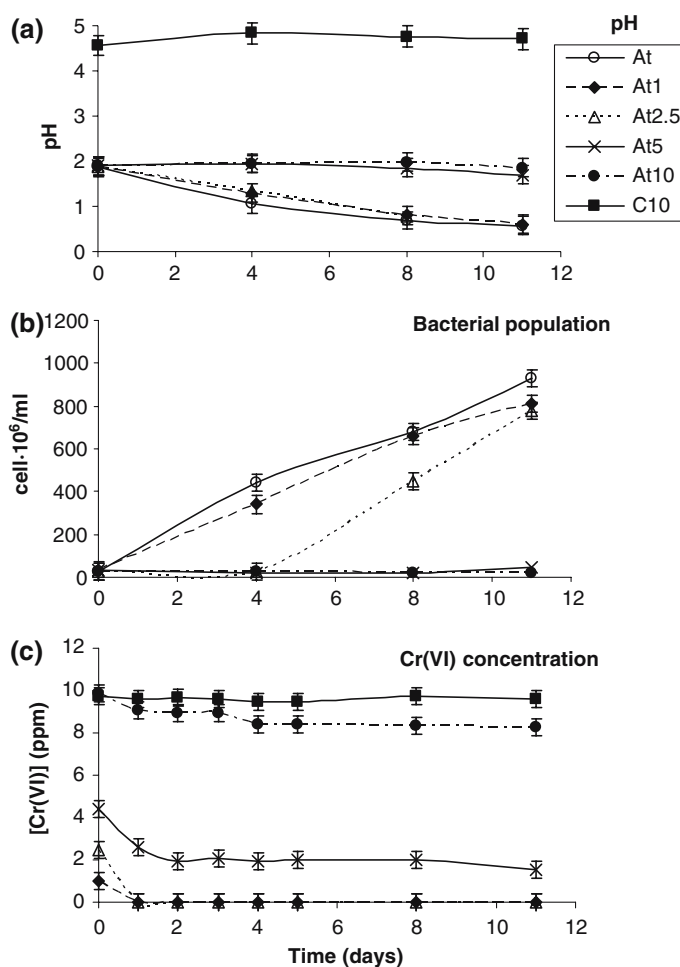 (a)
pH
5
4
3
2
1
0
pH
0 2 4 6 8 10 12
At
At1
At2.5
At5
At10
C10
(b)
Bacterial population
1200
1000
800
600
400
200
0
cell·10⁶/ml
0 2 4 6 8 10 12
(c)
Cr(VI) concentration
12
10
8
6
4
2
0
[Cr(VI)] (ppm)
0 2 4 6 8 10 12
Time (days)